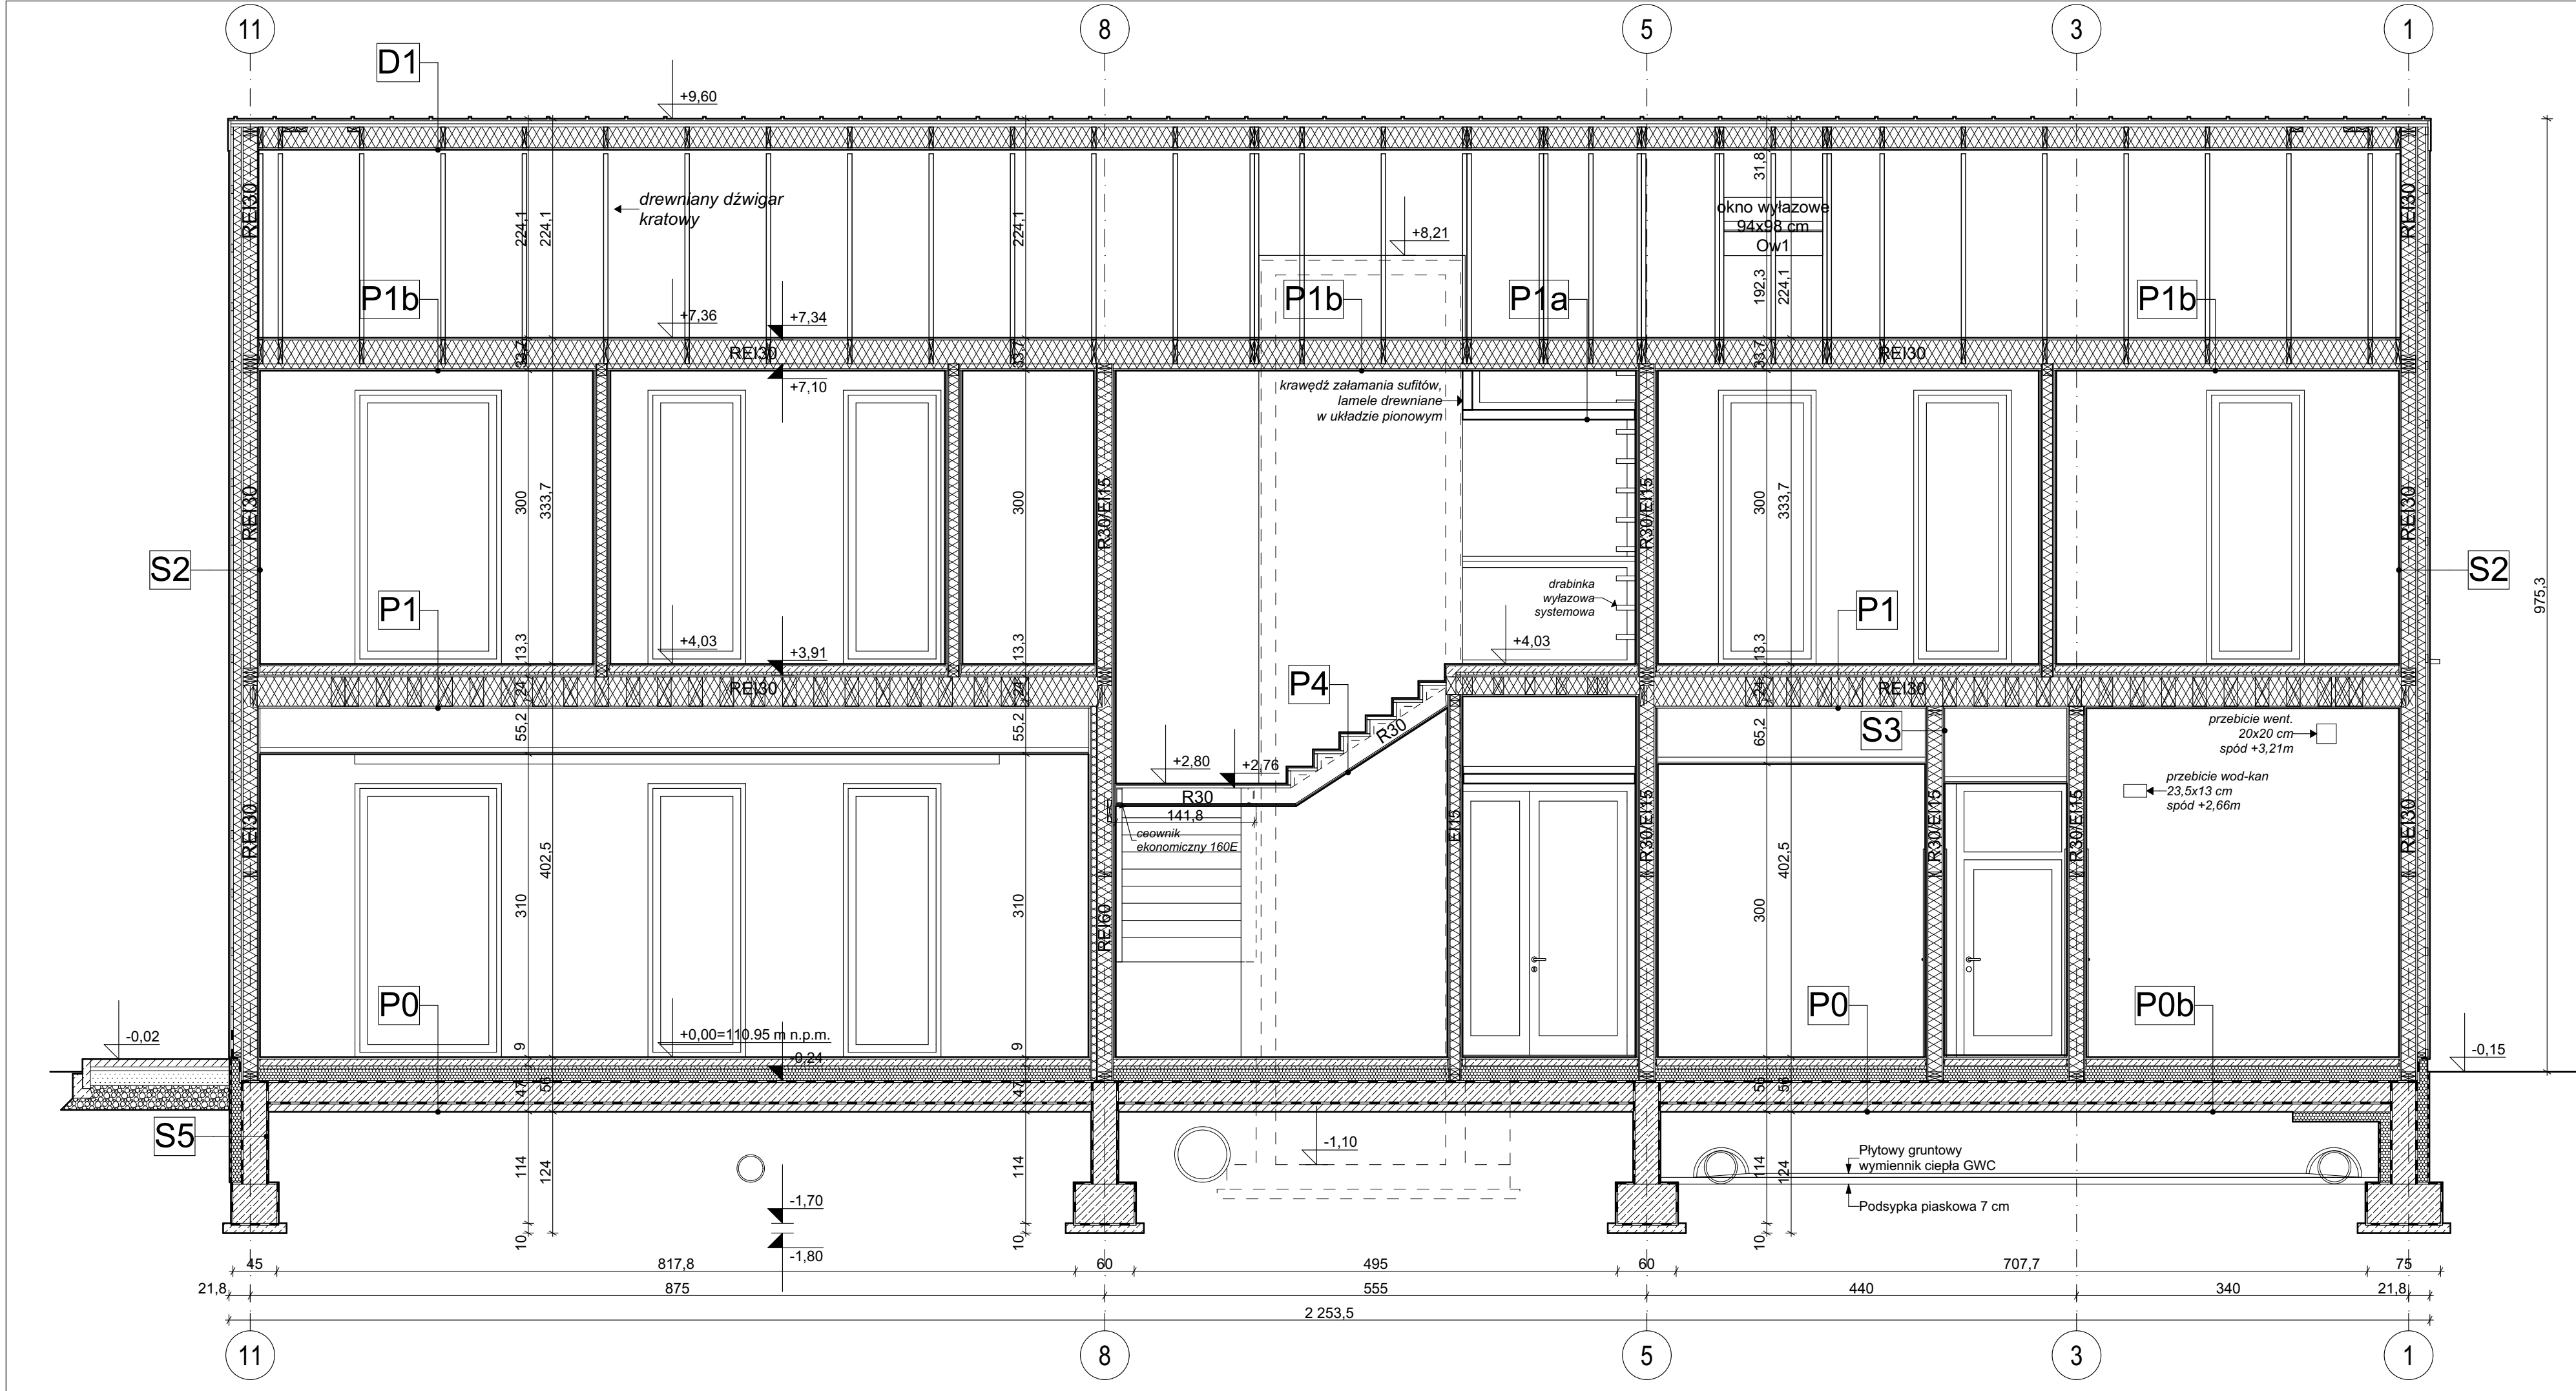 11
8
5
3
1
D1
+9,60
REI30
drewniany dźwigar
kratowy
224,1
224,1
224,1
+8,21
31,8
okno wyłazowe
94x98 cm
Ow1
192,3
224,1
REI30
P1b
+7,36
+7,34
P1b
P1a
P1b
33,7
REI30
33,7
33,7
REI30
+7,10
krawędź załamania sufitów,
lamele drewniane
w układzie pionowym
REI30
300
333,7
300
R30/EI15
R30/EI15
300
333,7
REI30
S2
S2
975,3
P1
drabinka
wyłazowa
systemowa
P1
13,3
+4,03
+3,91
13,3
+4,03
13,3
24
REI30
24
P4
24
REI30
55,2
55,2
R30
65,2
S3
przebicie went.
20x20 cm
spód +3,21m
+2,80
+2,76
przebicie wod-kan
23,5x13 cm
spód +2,66m
R30
141,8
ceownik
ekonomiczny 160E
REI30
402,5
310
310
REI60
EI15
R30/EI15
402,5
300
R30/EI15
R30/EI15
REI30
P0
P0
P0b
-0,02
+0,00=110.95 m n.p.m.
-0,24
9
9
-0,15
47
56
47
56
56
S5
-1,10
Płytowy gruntowy
wymiennik ciepła GWC
114
124
114
114
124
Podsypka piaskowa 7 cm
-1,70
10
10
10
-1,80
45
817,8
60
495
60
707,7
75
21,8
875
555
440
340
21,8
2 253,5
11
8
5
3
1